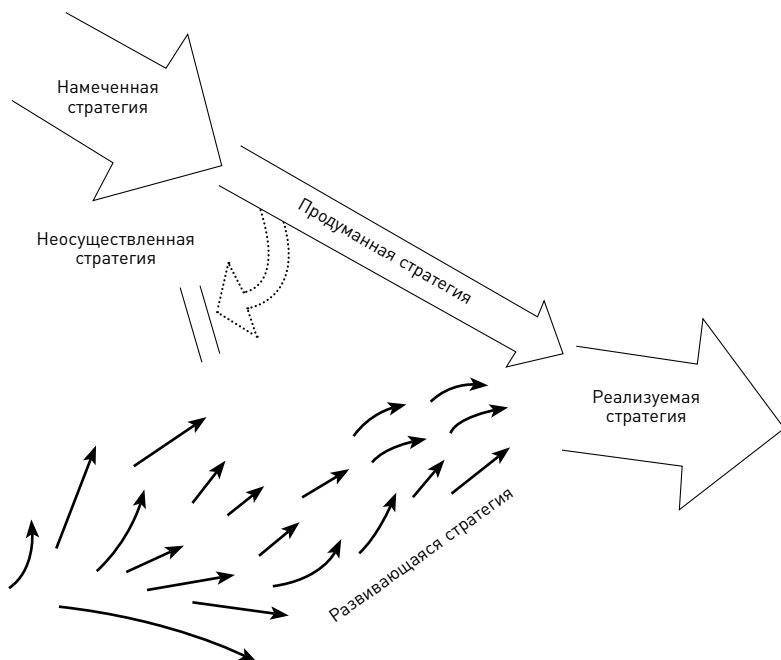 Намеченная
стратегия
Неосуществленная
стратегия
Продуманная стратегия
Реализуемая
стратегия
Развивающаяся стратегия